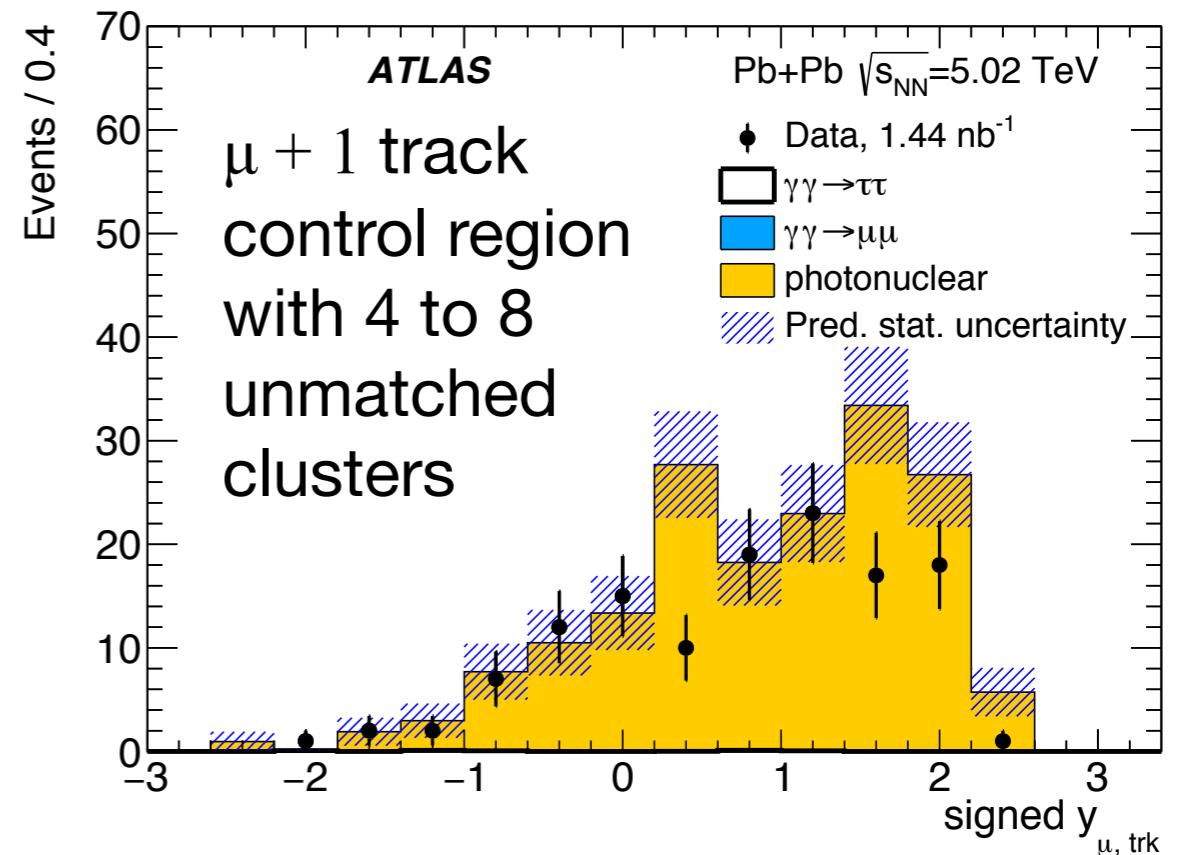 Events / 0.4
70
60
50
40
30
20
10
0
ATLAS
Pb+Pb √s_NN=5.02 TeV
μ + 1 track
control region
with 4 to 8
unmatched
clusters
Data, 1.44 nb⁻¹
γγ→ττ
γγ→μμ
photonuclear
Pred. stat. uncertainty
−3 −2 −1 0 1 2 3
signed y_μ, trk